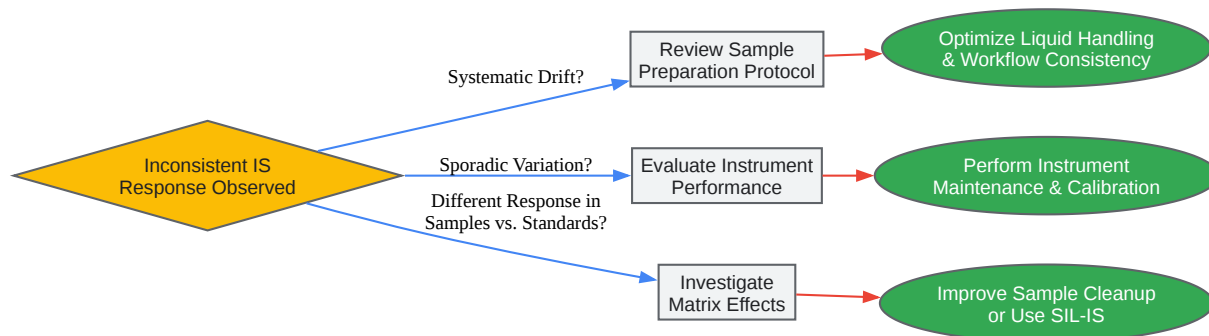 Inconsistent IS
Response Observed
Systematic Drift?
Review Sample
Preparation Protocol
Optimize Liquid Handling
& Workflow Consistency
Sporadic Variation?
Evaluate Instrument
Performance
Perform Instrument
Maintenance & Calibration
Different Response in
Samples vs. Standards?
Investigate
Matrix Effects
Improve Sample Cleanup
or Use SIL-IS